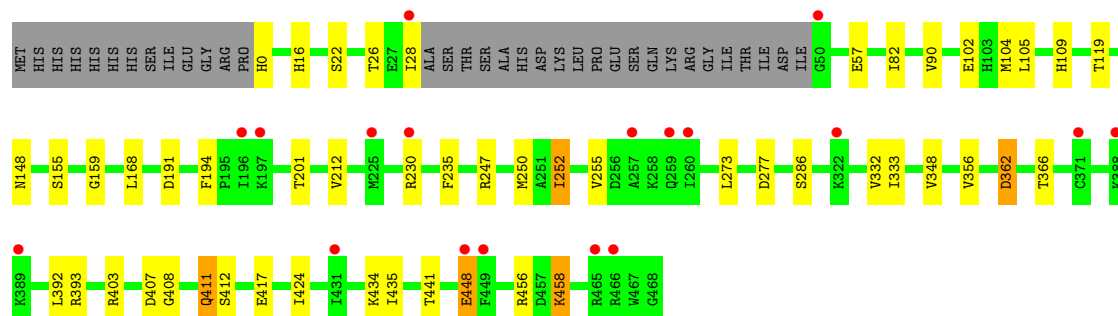 MET HIS HIS HIS HIS HIS HIS SER ILE GLU GLY ARG PRO H0 H16 S22 T26 E27 I28 ALA SER THR SER ALA HIS ASP LYS LEU PRO GLU SER GLN LYS ARG GLY ILE THR ILE ASP ILE G50 E57 I82 V90 E102 H103 M104 L105 H109 T119
N148 S155 G159 L168 D191 F194 P195 I196 K197 T201 V212 M225 R230 F235 R247 M250 A251 I252 V255 D256 A257 K258 Q259 I260 L273 D277 S286 K322 V332 I333 V348 V356 D362 T366 C371 K388
K389 L392 R393 R403 D407 G408 Q411 S412 E417 I424 I431 K434 I435 T441 E448 F449 R456 D457 K458 R465 R466 W467 G468